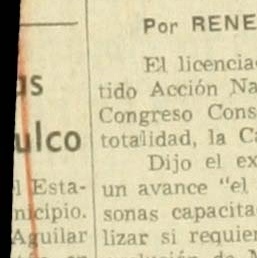 as
ulco
l Esta-
nicipio.
Aguilar
Por RENE
El licencia
tido Acción Na
Congreso Cons
totalidad, la Ca
Dijo el ex
un avance "el
sonas capacita
lizar si requier